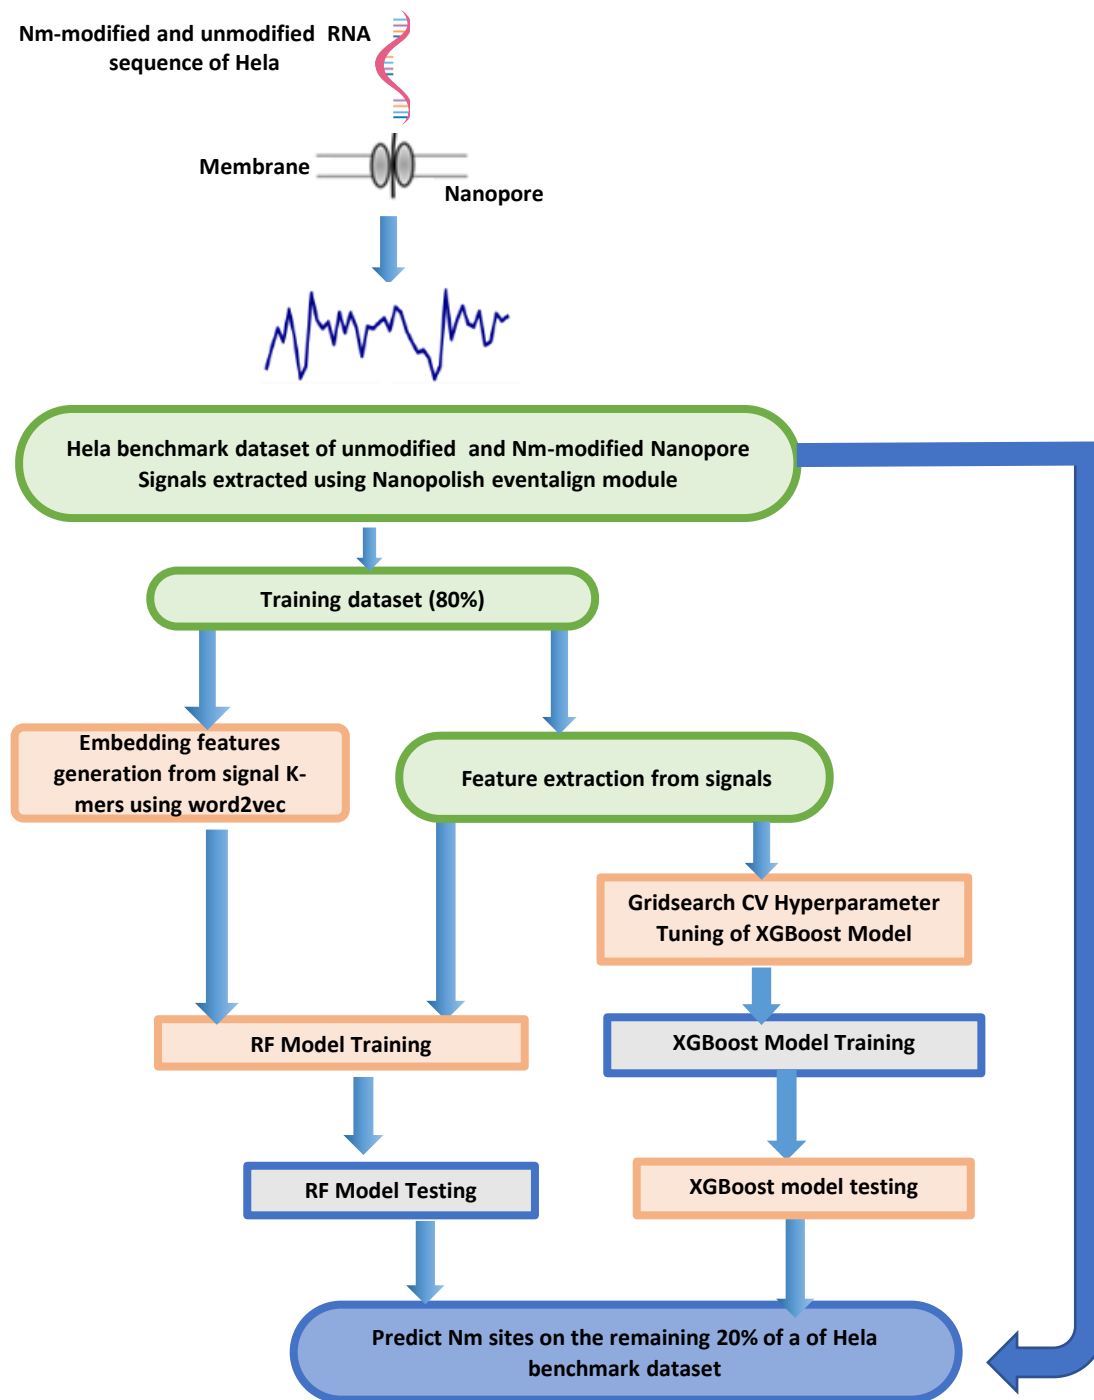 Nm-modified and unmodified RNA
sequence of Hela
Membrane
Nanopore
Hela benchmark dataset of unmodified and Nm-modified Nanopore
Signals extracted using Nanopolish eventalign module
Training dataset (80%)
Embedding features
generation from signal K-
mers using word2vec
Feature extraction from signals
Gridsearch CV Hyperparameter
Tuning of XGBoost Model
RF Model Training
XGBoost Model Training
RF Model Testing
XGBoost model testing
Predict Nm sites on the remaining 20% of a of Hela
benchmark dataset